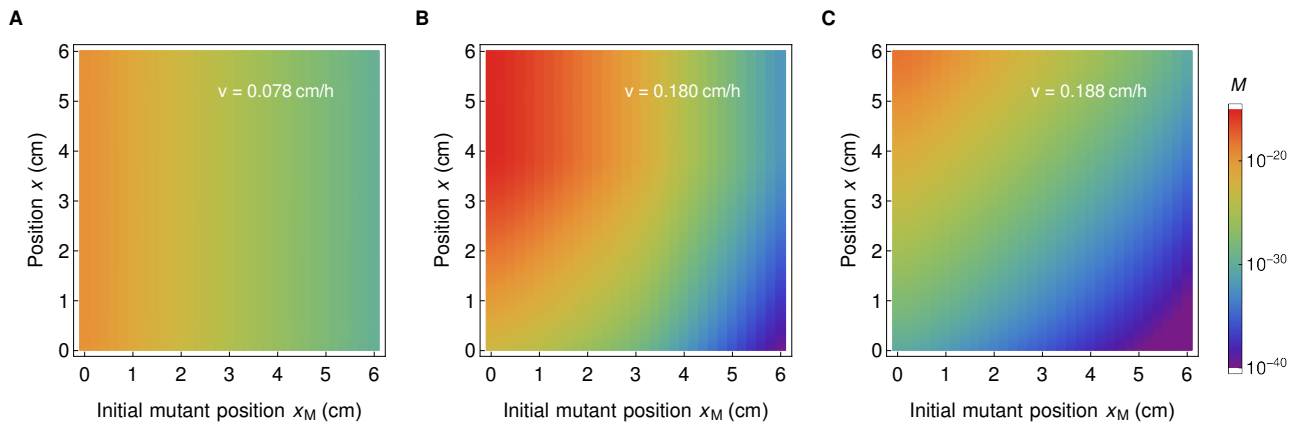 A
B
C
v = 0.078 cm/h
v = 0.180 cm/h
v = 0.188 cm/h
Position x (cm)
6
5
4
3
2
1
0
0 1 2 3 4 5 6
Initial mutant position x_M (cm)
Position x (cm)
6
5
4
3
2
1
0
0 1 2 3 4 5 6
Initial mutant position x_M (cm)
Position x (cm)
6
5
4
3
2
1
0
0 1 2 3 4 5 6
Initial mutant position x_M (cm)
M
10⁻²⁰
10⁻³⁰
10⁻⁴⁰